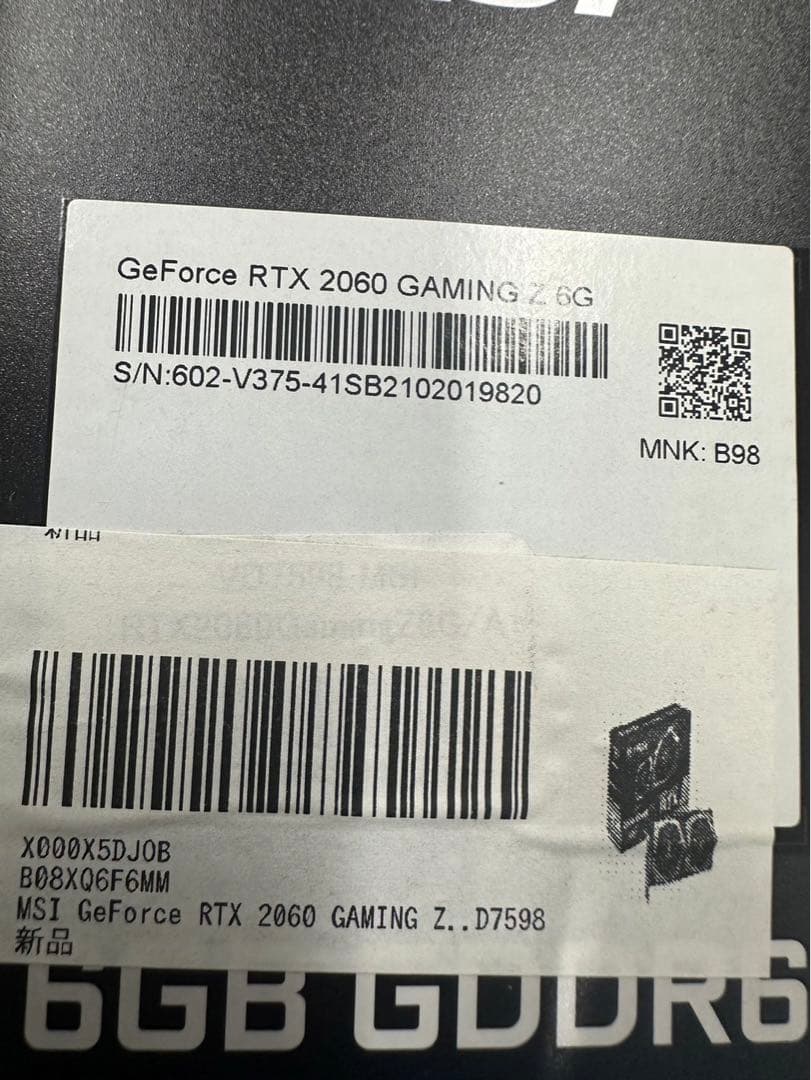 GeForce RTX 2060 GAMING Z 6G
S/N:602-V375-41SB2102019820
MNK: B98
X000X5DJOB
B08XQ6F6MM
MSI GeForce RTX 2060 GAMING Z..D7598
新品
6GB GDDR6